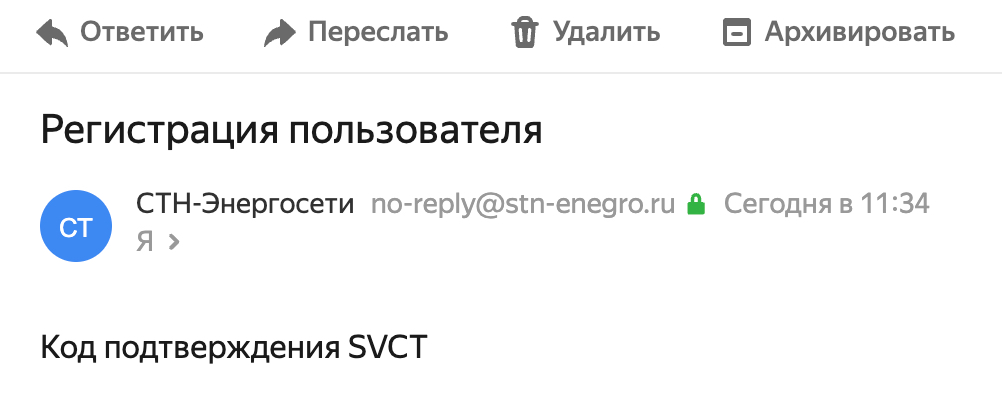 Ответить Переслать Удалить Архивировать
Регистрация пользователя
СТ СТН-Энергосети no-reply@stn-enegro.ru Сегодня в 11:34
Я >
Код подтверждения SVCT